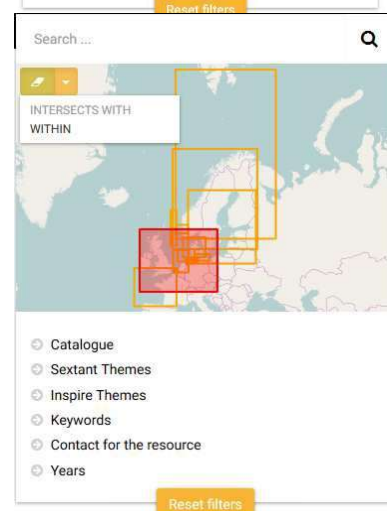 Reset filters
Search ...
INTERSECTS WITH
WITHIN
Catalogue
Sextant Themes
Inspire Themes
Keywords
Contact for the resource
Years
Reset filters